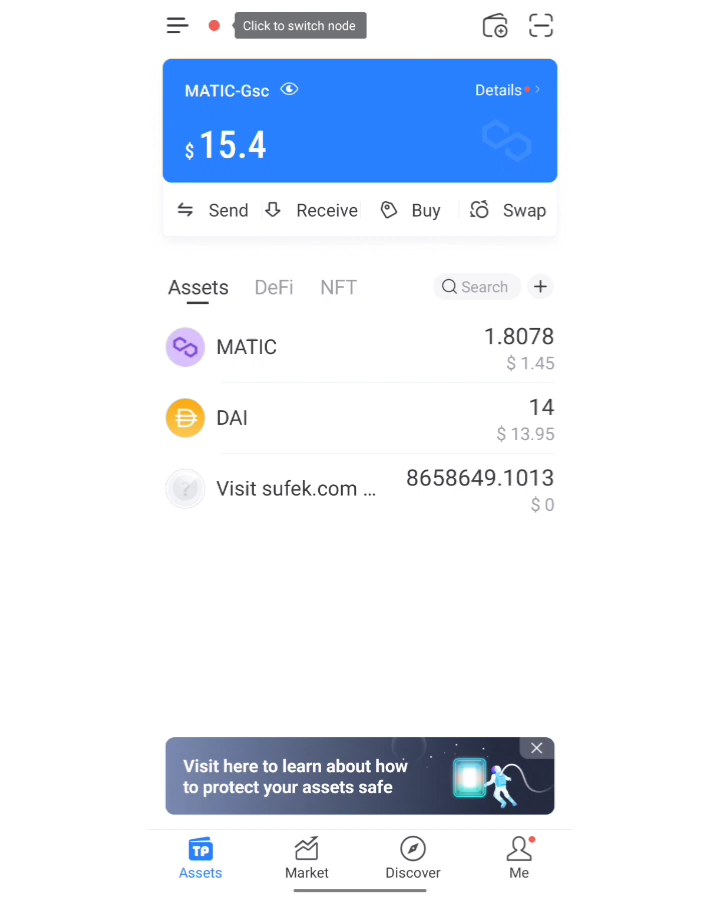 Click to switch node
MATIC-Gsc
Details
$ 15.4
Send
Receive
Buy
Swap
Assets
DeFi
NFT
Search
MATIC
1.8078
$ 1.45
DAI
14
$ 13.95
Visit sufek.com ...
8658649.1013
$ 0
Visit here to learn about how
to protect your assets safe
TP
Assets
Market
Discover
Me